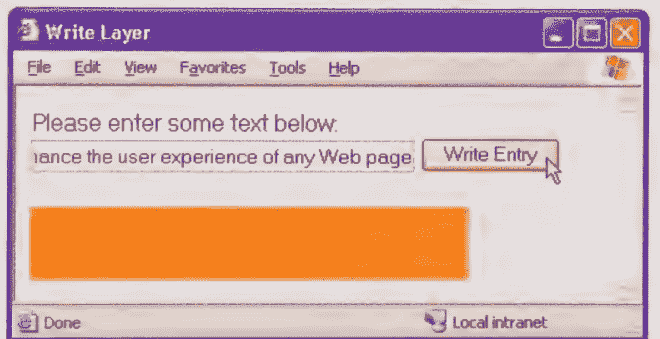 Write Layer
File Edit View Favorites Tools Help
Please enter some text below:
hance the user experience of any Web page. Write Entry
Done Local intranet